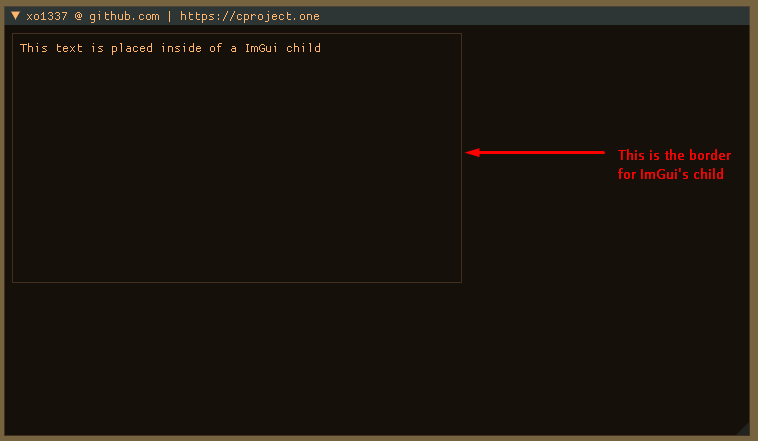 xo1337 @ github.com | https://cproject.one
This text is placed inside of a ImGui child
This is the border
for ImGui's child